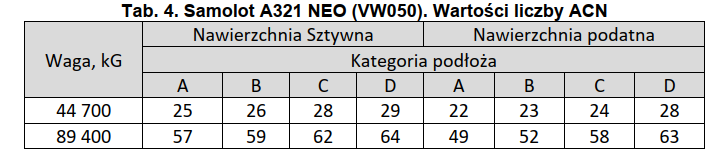 Tab. 4. Samolot A321 NEO (VW050). Wartości liczby ACN
Waga, kG Nawierzchnia Sztywna Nawierzchnia podatna
Kategoria podłoża
A B C D A B C D
44 700 25 26 28 29 22 23 24 28
89 400 57 59 62 64 49 52 58 63